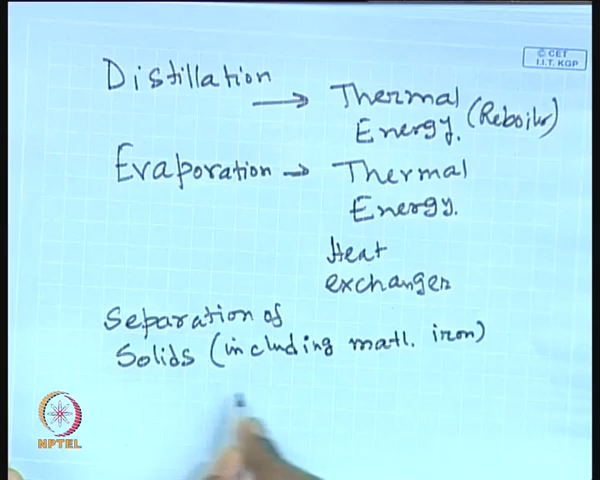 © CET
I.I.T. KGP
Distillation
Thermal
Energy. (Reboiler)
Evaporation → Thermal
Energy.
Heat
exchanger
Separation of
Solids (including matl. iron)
NPTEL